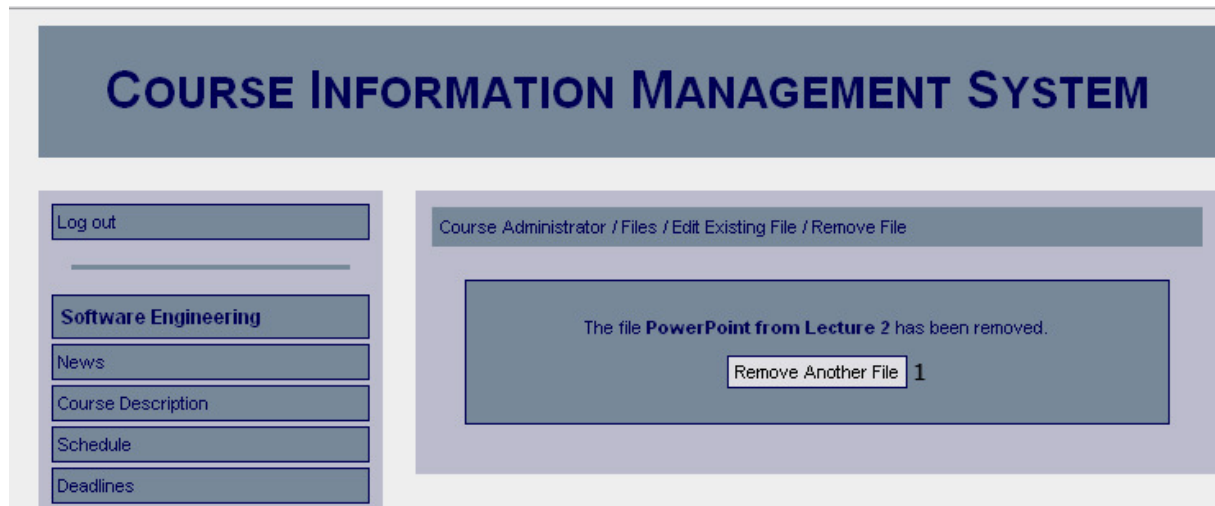 COURSE INFORMATION MANAGEMENT SYSTEM
Log out
Software Engineering
News
Course Description
Schedule
Deadlines
Course Administrator / Files / Edit Existing File / Remove File
The file PowerPoint from Lecture 2 has been removed.
Remove Another File 1